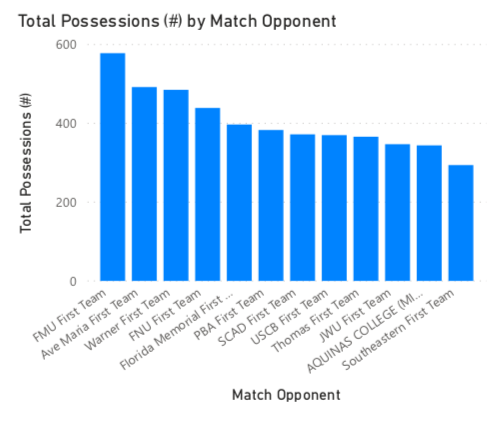 Total Possessions (#) by Match Opponent
600
400
200
0
Total Possessions (#)
FMU First Team
Ave Maria First Team
Warner First Team
FNU First Team
Florida Memorial First ...
PBA First Team
SCAD First Team
USCB First Team
Thomas First Team
JWU First Team
AQUINAS COLLEGE (MI...
Southeastern First Team
Match Opponent